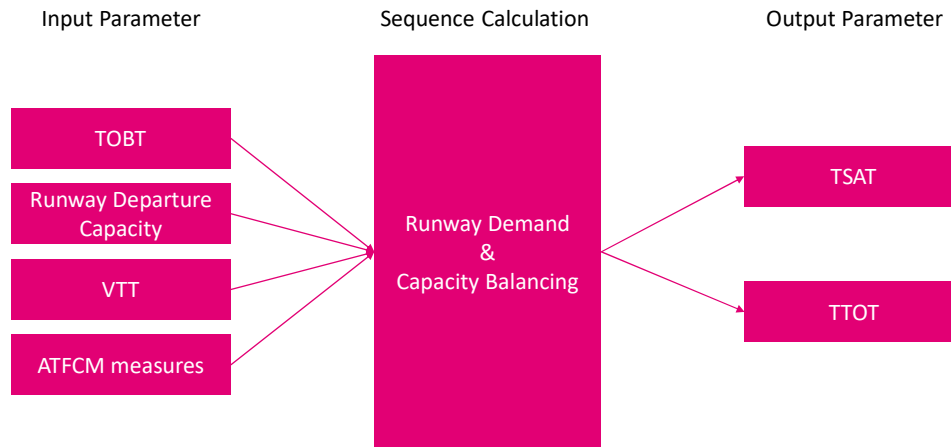 Input Parameter
Sequence Calculation
Output Parameter
TOBT
Runway Departure
Capacity
VTT
ATFCM measures
Runway Demand
&
Capacity Balancing
TSAT
TTOT